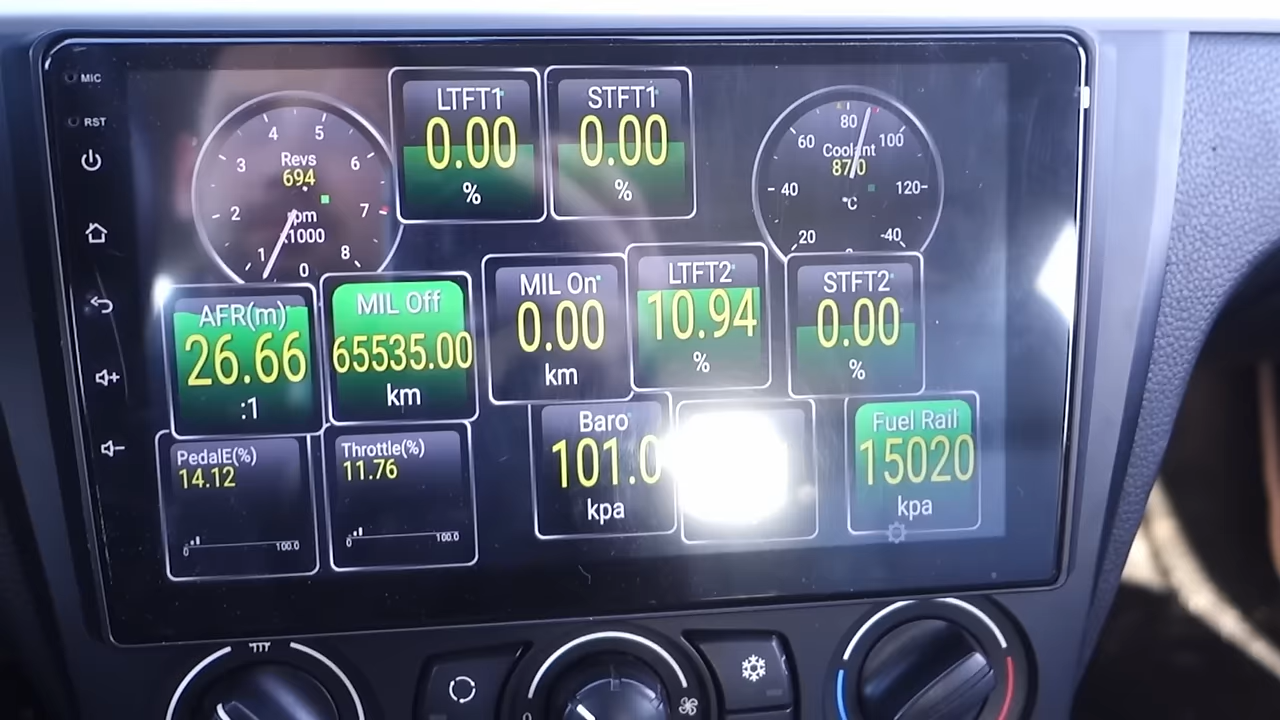 MIC
RST
4 5
3 6
2 7
1 8
0
Revs
694
rpm
x1000
LTFT1
0.00
%
STFT1
0.00
%
80
60 100
40 120
20 -40
Coolant
87.0
°C
AFR(m)
26.66
:1
MIL Off
65535.00
km
MIL On
0.00
km
LTFT2
10.94
%
STFT2
0.00
%
PedalE(%)
14.12
0 100.0
Throttle(%)
11.76
0 100.0
Baro
101.0
kpa
Fuel Rail
15020
kpa
0